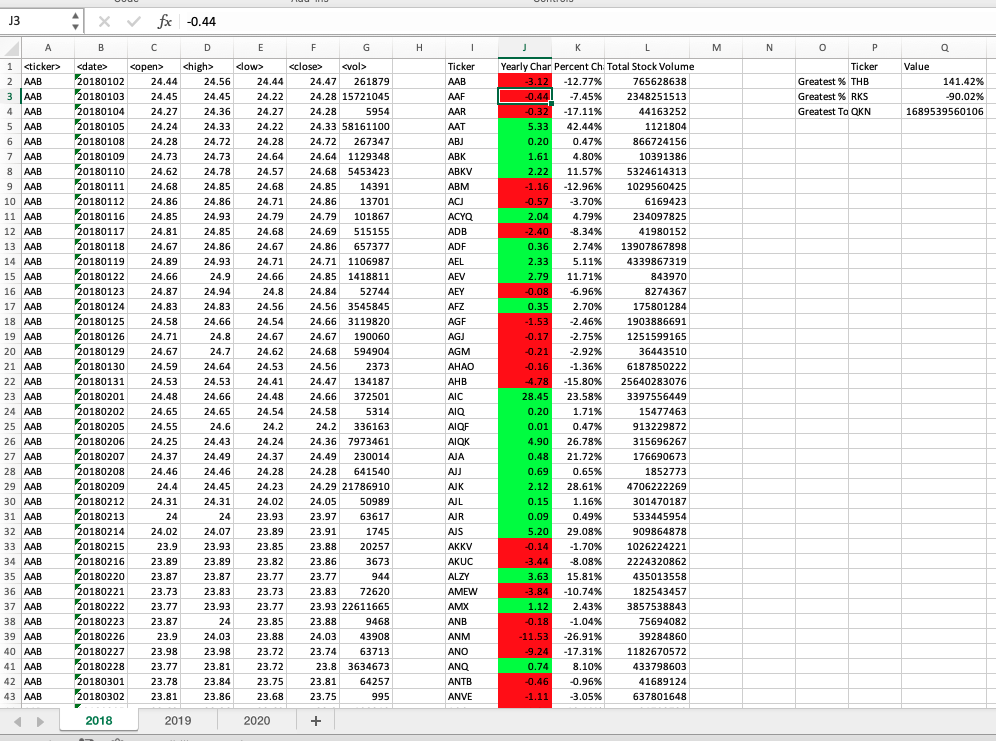 J3 fx -0.44
A B C D E F G H I J K L M N O P Q
1 <ticker> <date> <open> <high> <low> <close> <vol> Ticker Yearly Char Percent Ch Total Stock Volume Ticker Value
2 AAB 20180102 24.44 24.56 24.44 24.47 261879 AAB -3.12 -12.77% 765628638 Greatest % THB 141.42%
3 AAB 20180103 24.45 24.45 24.22 24.28 15721045 AAF -0.44 -7.45% 2348251513 Greatest % RKS -90.02%
4 AAB 20180104 24.27 24.36 24.27 24.28 5954 AAR -0.32 -17.11% 44163252 Greatest To QKN 1689539560106
5 AAB 20180105 24.24 24.33 24.22 24.33 58161100 AAT 5.33 42.44% 1121804
6 AAB 20180108 24.28 24.72 24.28 24.72 267347 ABJ 0.20 0.47% 866724156
7 AAB 20180109 24.73 24.73 24.64 24.64 1129348 ABK 1.61 4.80% 10391386
8 AAB 20180110 24.62 24.78 24.57 24.68 5453423 ABKV 2.22 11.57% 5324614313
9 AAB 20180111 24.68 24.85 24.68 24.85 14391 ABM -1.16 -12.96% 1029560425
10 AAB 20180112 24.86 24.86 24.71 24.86 13701 ACJ -0.57 -3.70% 6169423
11 AAB 20180116 24.85 24.93 24.79 24.79 101867 ACYQ 2.04 4.79% 234097825
12 AAB 20180117 24.81 24.85 24.68 24.69 515155 ADB -2.40 -8.34% 41980152
13 AAB 20180118 24.67 24.86 24.67 24.86 657377 ADF 0.36 2.74% 13907867898
14 AAB 20180119 24.89 24.93 24.71 24.71 1106987 AEL 2.33 5.11% 4339867319
15 AAB 20180122 24.66 24.9 24.66 24.85 1418811 AEV 2.79 11.71% 843970
16 AAB 20180123 24.87 24.94 24.8 24.84 52744 AEY -0.08 -6.96% 8274367
17 AAB 20180124 24.83 24.83 24.56 24.56 3545845 AFZ 0.35 2.70% 175801284
18 AAB 20180125 24.58 24.66 24.54 24.66 3119820 AGF -1.53 -2.46% 1903886691
19 AAB 20180126 24.71 24.8 24.67 24.67 190060 AGJ -0.17 -2.75% 1251599165
20 AAB 20180129 24.67 24.7 24.62 24.68 594904 AGM -0.21 -2.92% 36443510
21 AAB 20180130 24.59 24.64 24.53 24.56 2373 AHAO -0.16 -1.36% 6187850222
22 AAB 20180131 24.53 24.53 24.41 24.47 134187 AHB -4.78 -15.80% 25640283076
23 AAB 20180201 24.48 24.66 24.48 24.66 372501 AIC 28.45 23.58% 3397556449
24 AAB 20180202 24.65 24.65 24.54 24.58 5314 AIQ 0.20 1.71% 15477463
25 AAB 20180205 24.55 24.6 24.2 24.2 336163 AIQF 0.01 0.47% 913229872
26 AAB 20180206 24.25 24.43 24.24 24.36 7973461 AIQK 4.90 26.78% 315696267
27 AAB 20180207 24.37 24.49 24.37 24.49 230014 AJA 0.48 21.72% 176690673
28 AAB 20180208 24.46 24.46 24.28 24.28 641540 AJJ 0.69 0.65% 1852773
29 AAB 20180209 24.4 24.45 24.23 24.29 21786910 AJK 2.12 28.61% 4706222269
30 AAB 20180212 24.31 24.31 24.02 24.05 50989 AJL 0.15 1.16% 301470187
31 AAB 20180213 24 24 23.93 23.97 63617 AJR 0.09 0.49% 533445954
32 AAB 20180214 24.02 24.07 23.89 23.91 1745 AJS 5.20 29.08% 909864878
33 AAB 20180215 23.9 23.93 23.85 23.88 20257 AKKV -0.14 -1.70% 1026224221
34 AAB 20180216 23.89 23.89 23.82 23.86 3673 AKUC -3.44 -8.08% 2224320862
35 AAB 20180220 23.87 23.87 23.77 23.77 944 ALZY 3.63 15.81% 435013558
36 AAB 20180221 23.73 23.83 23.73 23.83 72620 AMEW -3.84 -10.74% 182543457
37 AAB 20180222 23.77 23.93 23.77 23.93 22611665 AMX 1.12 2.43% 3857538843
38 AAB 20180223 23.87 24 23.85 23.88 9468 ANB -0.18 -1.04% 75694082
39 AAB 20180226 23.9 24.03 23.88 24.03 43908 ANM -11.53 -26.91% 39284860
40 AAB 20180227 23.98 23.98 23.72 23.74 63713 ANO -9.24 -17.31% 1182670572
41 AAB 20180228 23.77 23.81 23.72 23.8 3634673 ANQ 0.74 8.10% 433798603
42 AAB 20180301 23.78 23.84 23.75 23.81 64257 ANTB -0.46 -0.96% 41689124
43 AAB 20180302 23.81 23.86 23.68 23.75 995 ANVE -1.11 -3.05% 637801648
2018 2019 2020 +